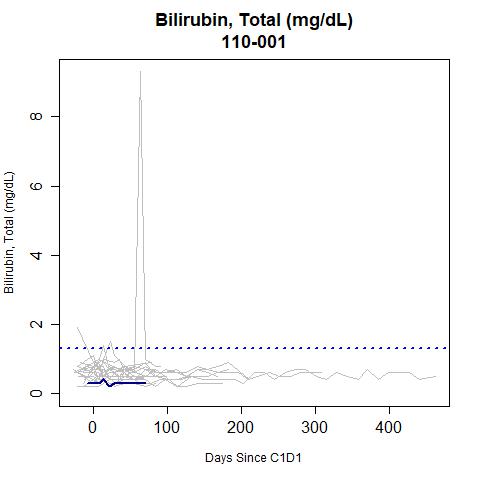 Bilirubin, Total (mg/dL)
110-001
Bilirubin, Total (mg/dL)
8
6
4
2
0
0 100 200 300 400
Days Since C1D1